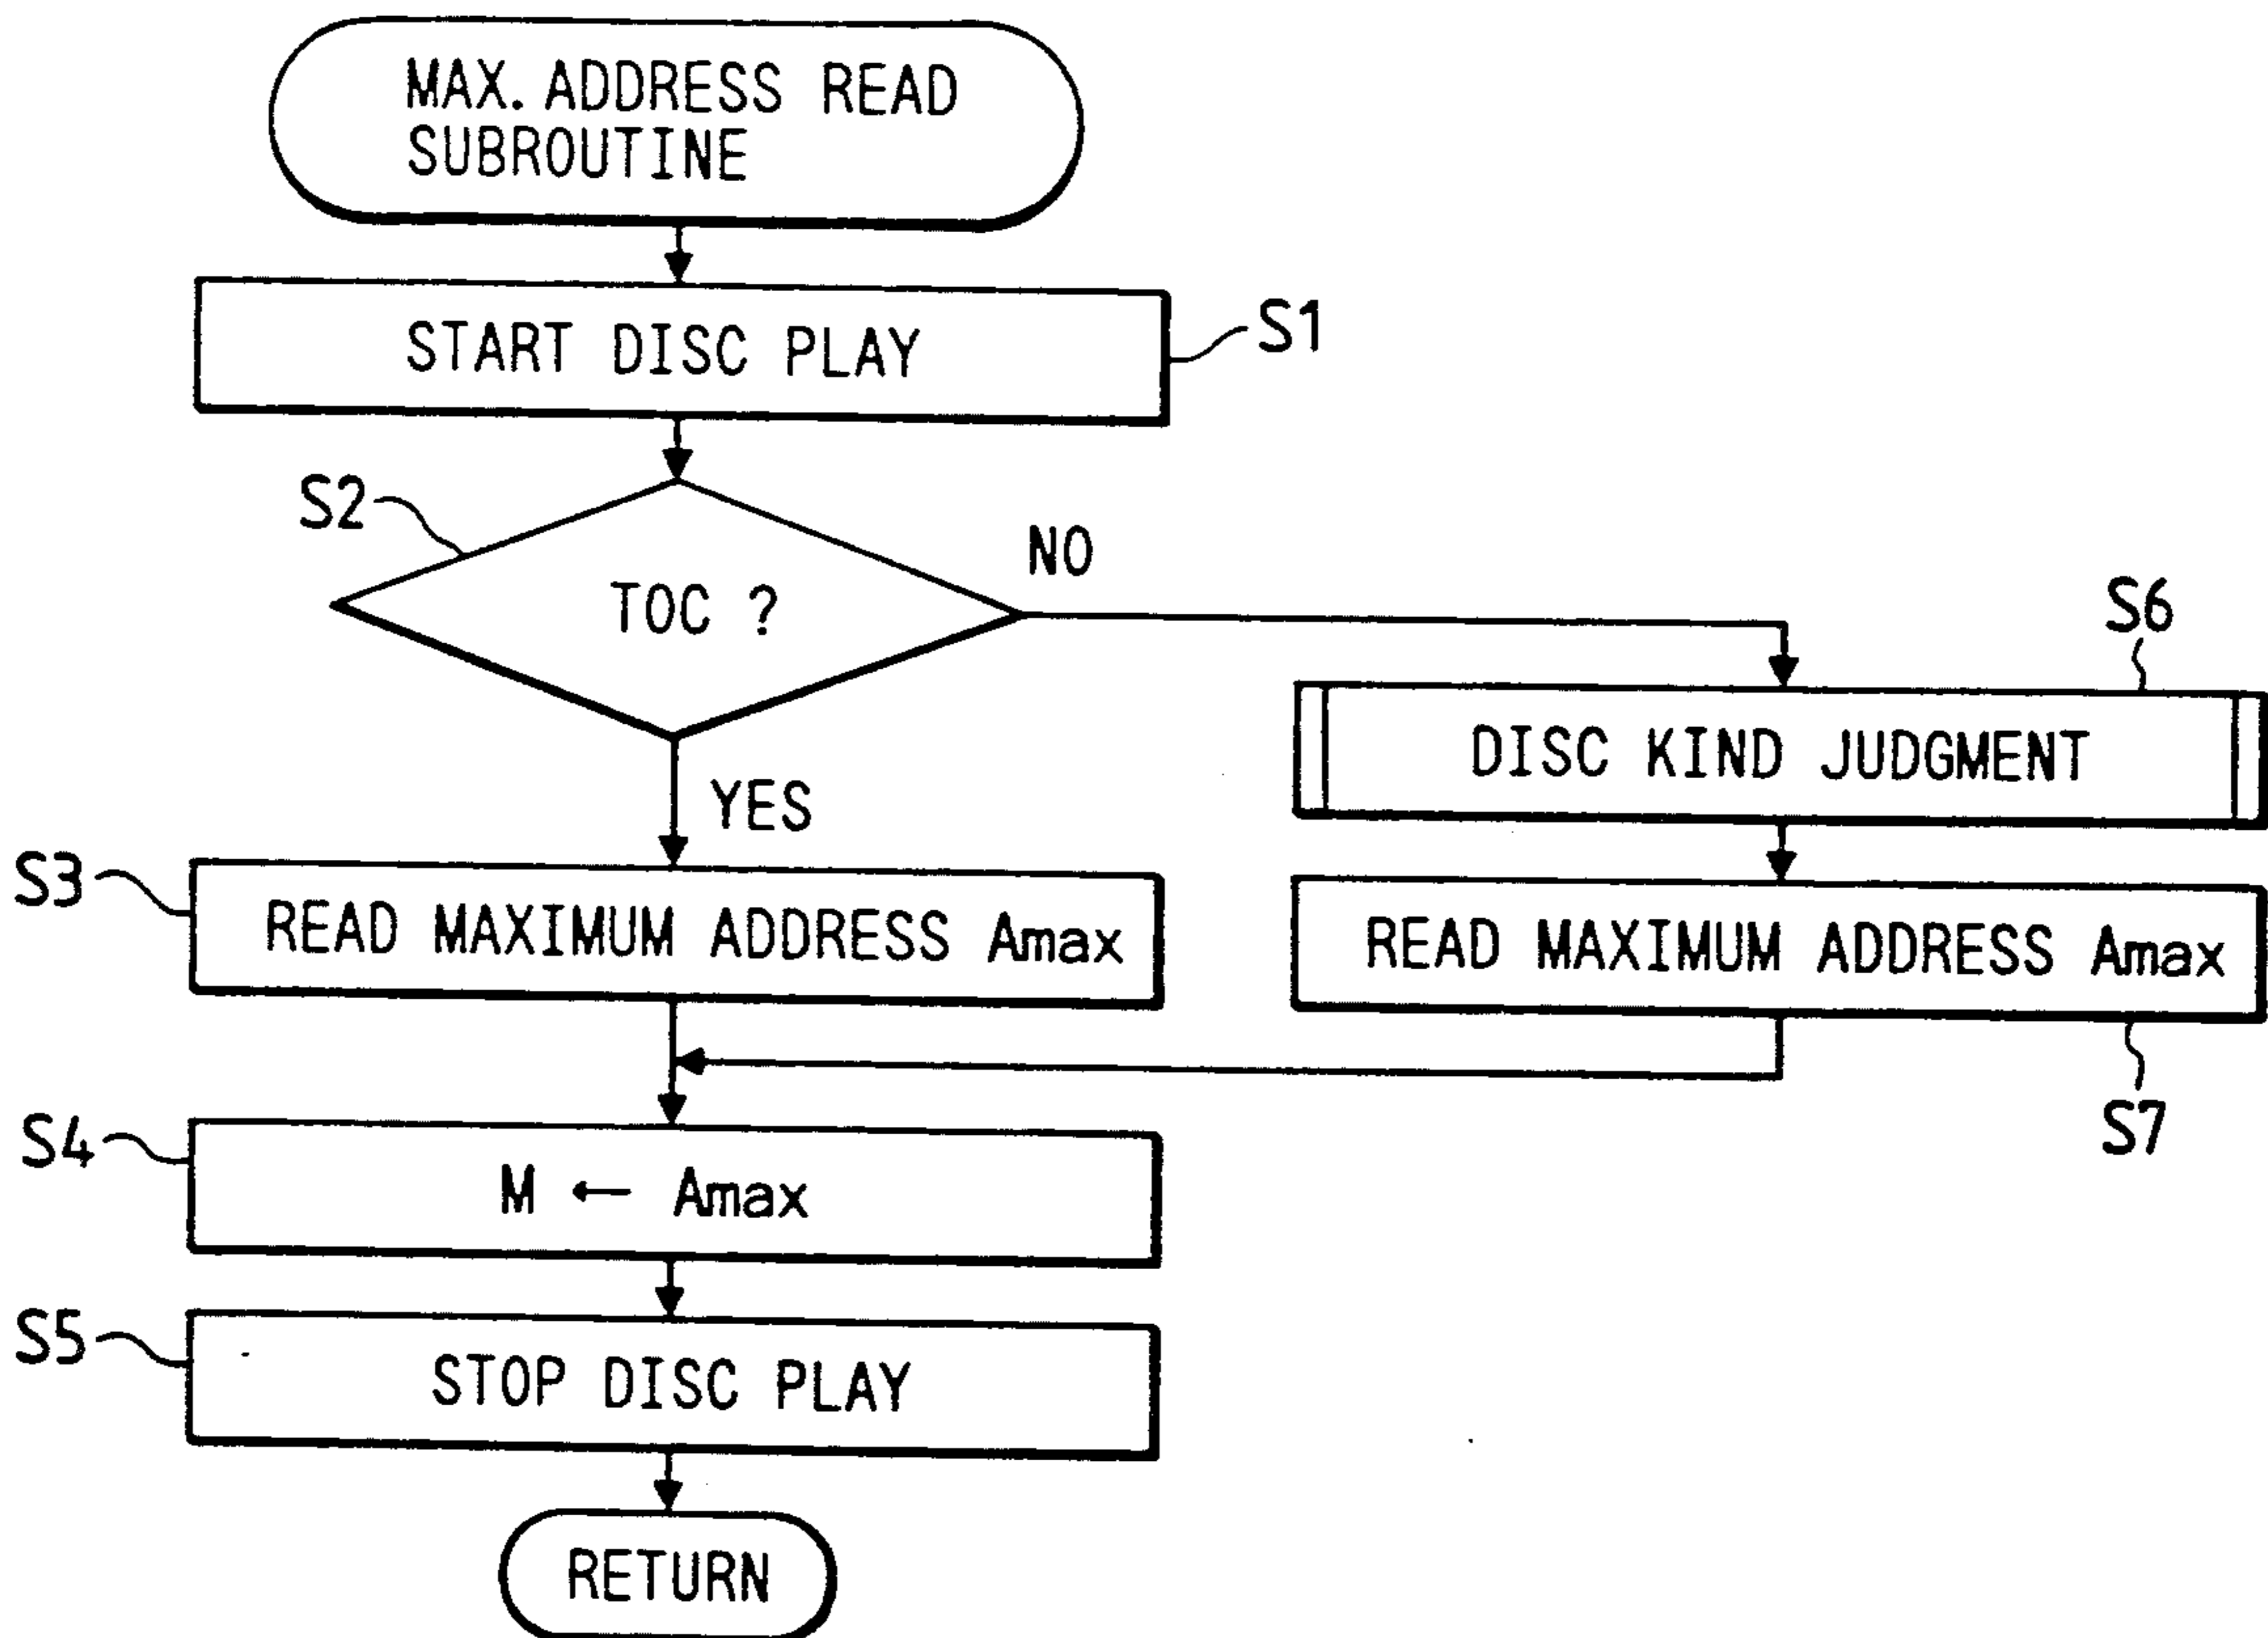 MAX. ADDRESS READ
SUBROUTINE
START DISC PLAY
S1
S2
TOC ?
NO
YES
S6
DISC KIND JUDGMENT
S3
READ MAXIMUM ADDRESS Amax
READ MAXIMUM ADDRESS Amax
S7
S4
M ← Amax
S5
STOP DISC PLAY
RETURN